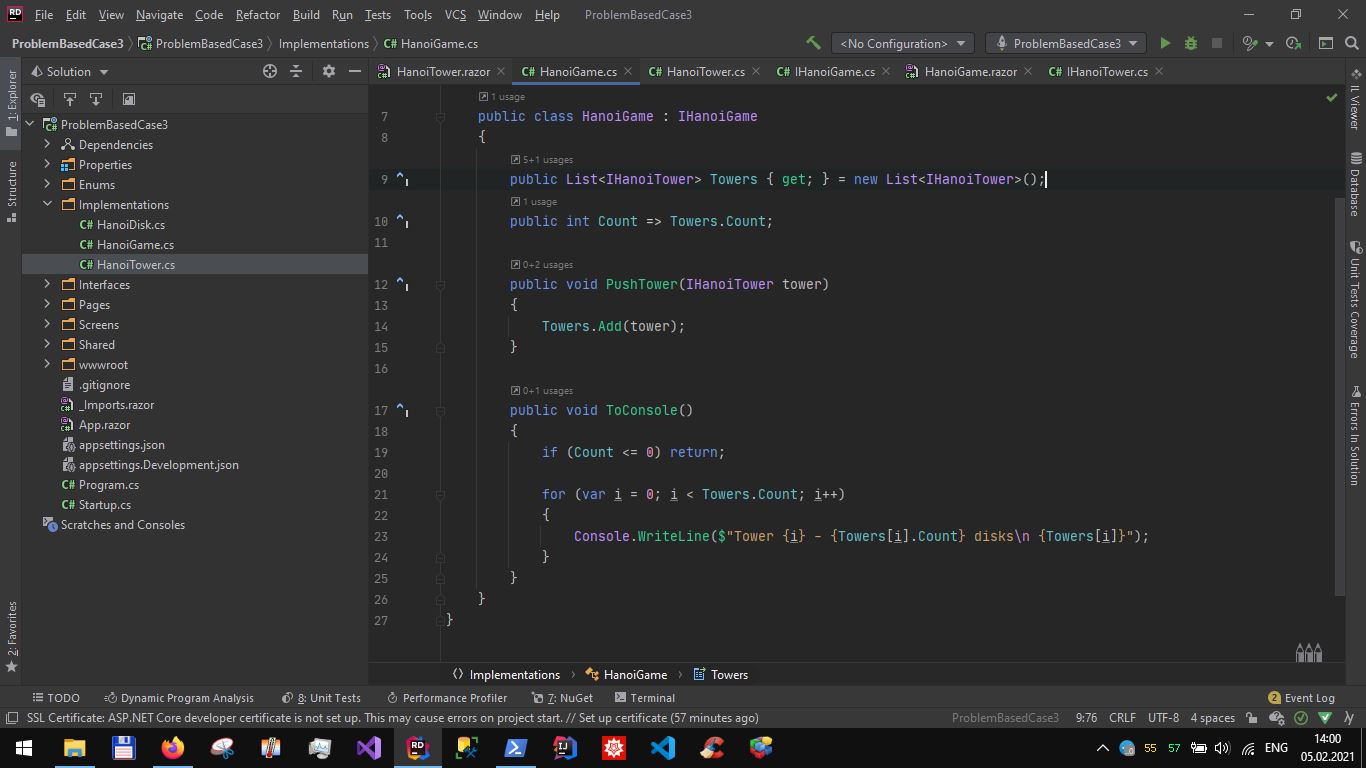 RD File Edit View Navigate Code Refactor Build Run Tests Tools VCS Window Help ProblemBasedCase3
ProblemBasedCase3 ProblemBasedCase3 Implementations C# HanoiGame.cs <No Configuration> ProblemBasedCase3
1: Explorer
Structure
2: Favorites
Solution
ProblemBasedCase3
Dependencies
Properties
Enums
Implementations
C# HanoiDisk.cs
C# HanoiGame.cs
C# HanoiTower.cs
Interfaces
Pages
Screens
Shared
wwwroot
.gitignore
_Imports.razor
App.razor
appsettings.json
appsettings.Development.json
C# Program.cs
C# Startup.cs
Scratches and Consoles
HanoiTower.razor C# HanoiGame.cs C# HanoiTower.cs C# IHanoiGame.cs HanoiGame.razor C# IHanoiTower.cs
1 usage
7 public class HanoiGame : IHanoiGame
8 {
5+1 usages
9 public List<IHanoiTower> Towers { get; } = new List<IHanoiTower>();
1 usage
10 public int Count => Towers.Count;
11
0+2 usages
12 public void PushTower(IHanoiTower tower)
13 {
14 Towers.Add(tower);
15 }
16
0+1 usages
17 public void ToConsole()
18 {
19 if (Count <= 0) return;
20
21 for (var i = 0; i < Towers.Count; i++)
22 {
23 Console.WriteLine($"Tower {i} - {Towers[i].Count} disks\n {Towers[i]}");
24 }
25 }
26 }
27 }
Implementations HanoiGame Towers
IL Viewer
Database
Unit Tests Coverage
Errors In Solution
TODO Dynamic Program Analysis 8: Unit Tests Performance Profiler 7: NuGet Terminal 2 Event Log
SSL Certificate: ASP.NET Core developer certificate is not set up. This may cause errors on project start. // Set up certificate (57 minutes ago) ProblemBasedCase3 9:76 CRLF UTF-8 4 spaces
RD IJ 55 57 ENG 14:00
05.02.2021